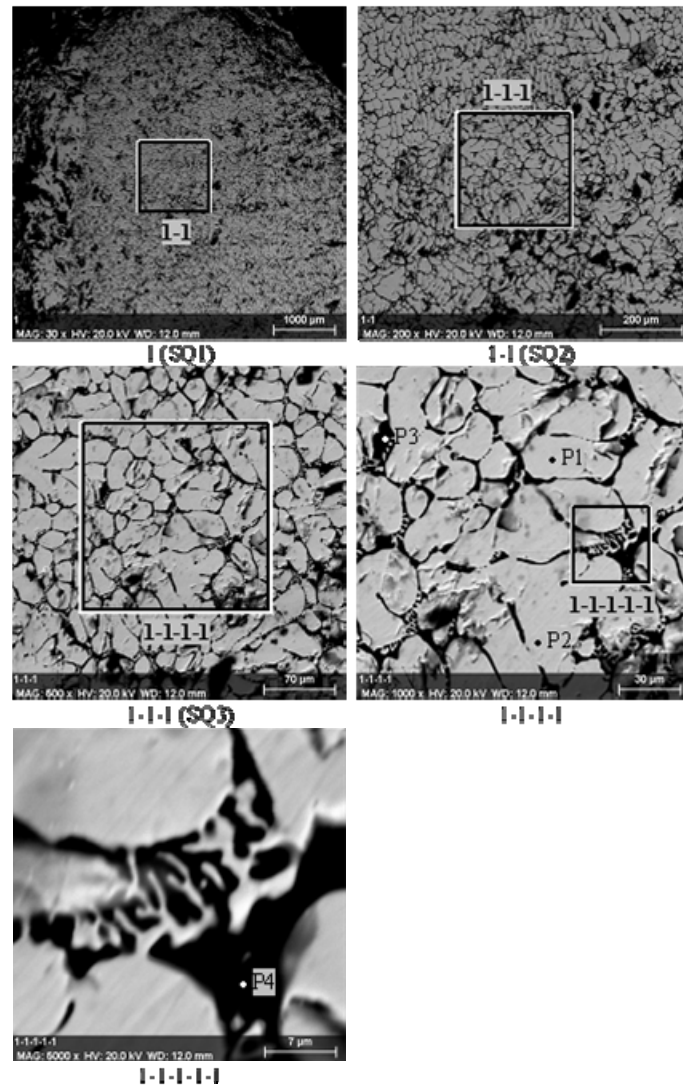 1-1
1
MAG: 30 x HV: 20.0 kV WD: 12.0 mm
1000 µm
1 (SQ1)
1-1-1
1-1
MAG: 200 x HV: 20.0 kV WD: 12.0 mm
200 µm
1-1 (SQ2)
1-1-1-1
1-1-1
MAG: 500 x HV: 20.0 kV WD: 12.0 mm
70 µm
1-1-1 (SQ3)
P3
P1
1-1-1-1-1
P2
1-1-1-1
MAG: 1000 x HV: 20.0 kV WD: 12.0 mm
30 µm
1-1-1-1
P4
1-1-1-1-1
MAG: 5000 x HV: 20.0 kV WD: 12.0 mm
7 µm
1-1-1-1-1